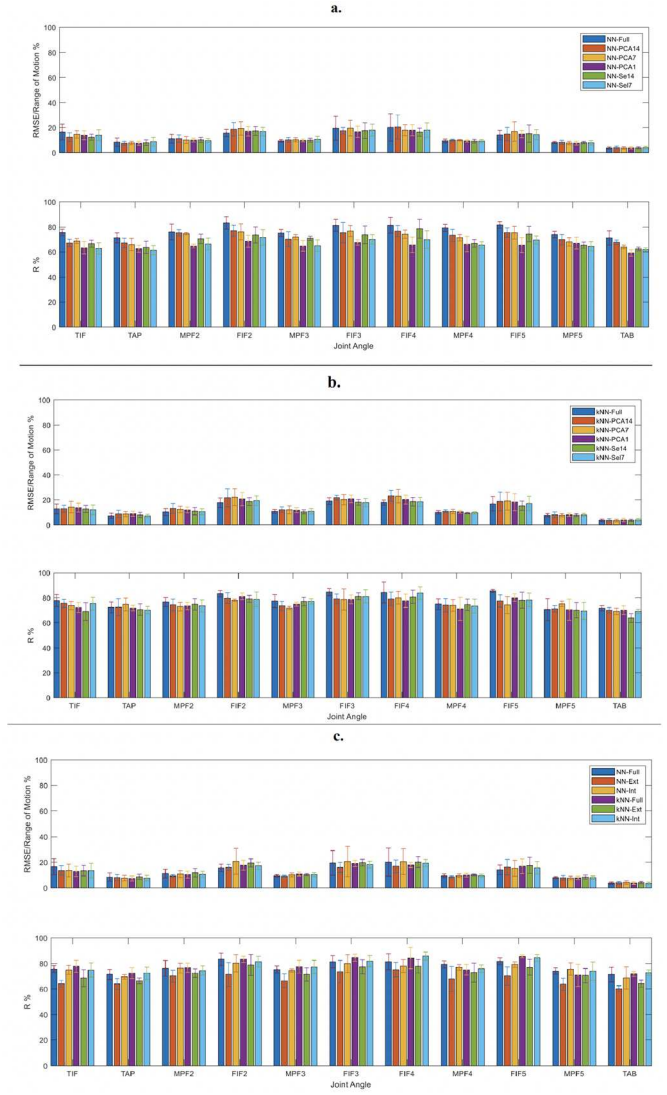 a.
RMSE/Range of Motion %
100
80
60
40
20
0
NN-Full
NN-PCA14
NN-PCA7
NN-PCA1
NN-Se14
NN-Sel7
R %
100
80
60
40
20
0
TIF TAP MPF2 FIF2 MPF3 FIF3 FIF4 MPF4 FIF5 MPF5 TAB
Joint Angle
b.
RMSE/Range of Motion %
100
80
60
40
20
0
kNN-Full
kNN-PCA14
kNN-PCA7
kNN-PCA1
kNN-Se14
kNN-Sel7
R %
100
80
60
40
20
0
TIF TAP MPF2 FIF2 MPF3 FIF3 FIF4 MPF4 FIF5 MPF5 TAB
Joint Angle
c.
RMSE/Range of Motion %
100
80
60
40
20
0
NN-Full
NN-Ext
NN-Int
kNN-Full
kNN-Ext
kNN-Int
R %
100
80
60
40
20
0
TIF TAP MPF2 FIF2 MPF3 FIF3 FIF4 MPF4 FIF5 MPF5 TAB
Joint Angle